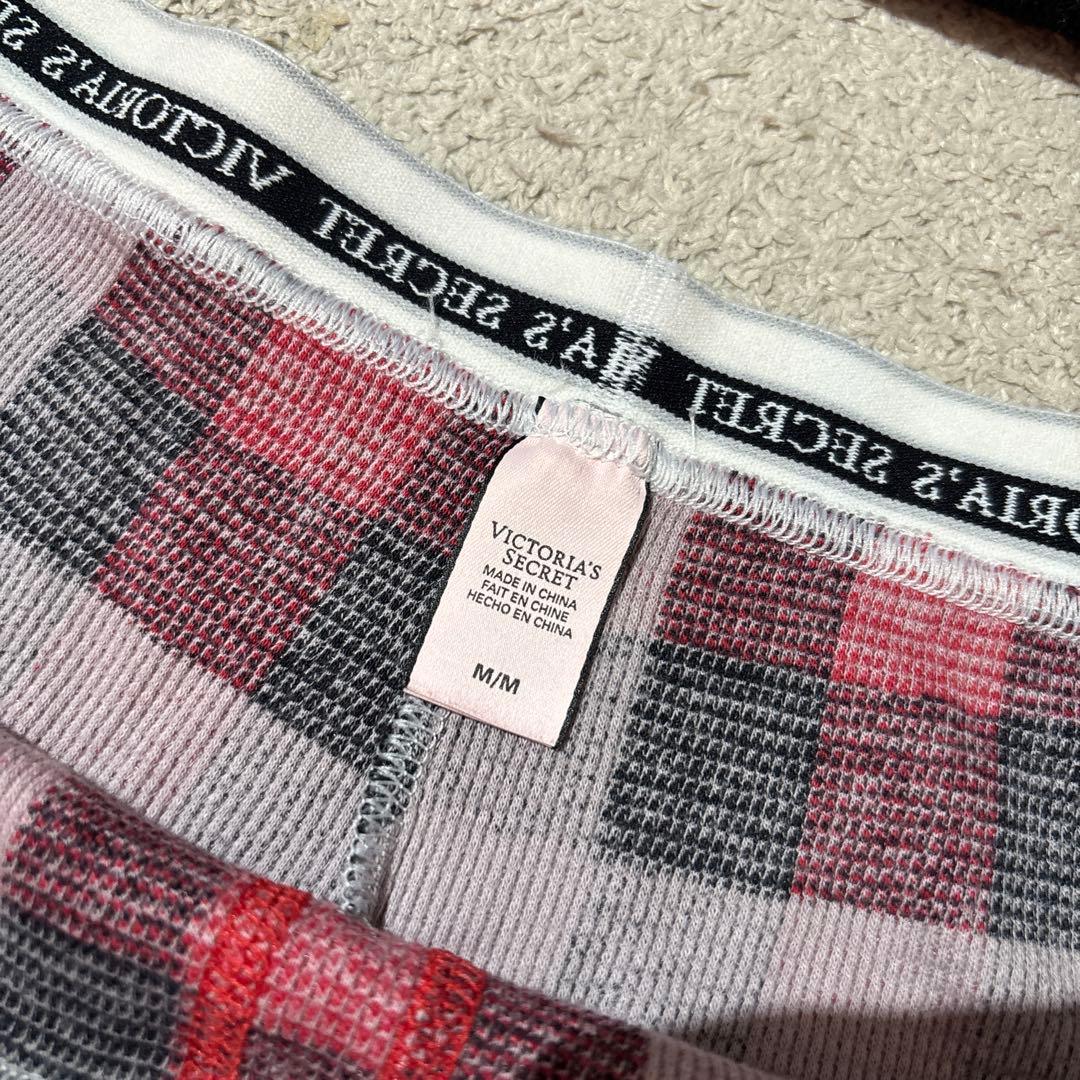 VICTORIA'S SECRET
VICTORIA'S SECRET
VICTORIA'S
SECRET
MADE IN CHINA
FAIT EN CHINE
HECHO EN CHINA
M/M